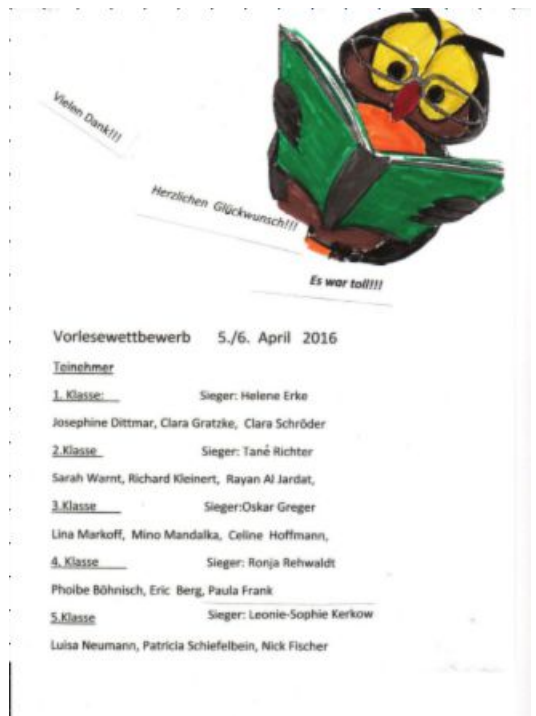 Vielen Dank!!!
Herzlichen Glückwunsch!!!
Es war toll!!!
Vorlesewettbewerb 5./6. April 2016
Teinehmer
1. Klasse: Sieger: Helene Erke
Josephine Dittmar, Clara Gratzke, Clara Schröder
2.Klasse Sieger: Tané Richter
Sarah Warnt, Richard Kleinert, Rayan Al Jardat,
3.Klasse Sieger:Oskar Greger
Lina Markoff, Mino Mandalka, Celine Hoffmann,
4. Klasse Sieger: Ronja Rehwaldt
Phoibe Böhnisch, Eric Berg, Paula Frank
5.Klasse Sieger: Leonie-Sophie Kerkow
Luisa Neumann, Patricia Schiefelbein, Nick Fischer